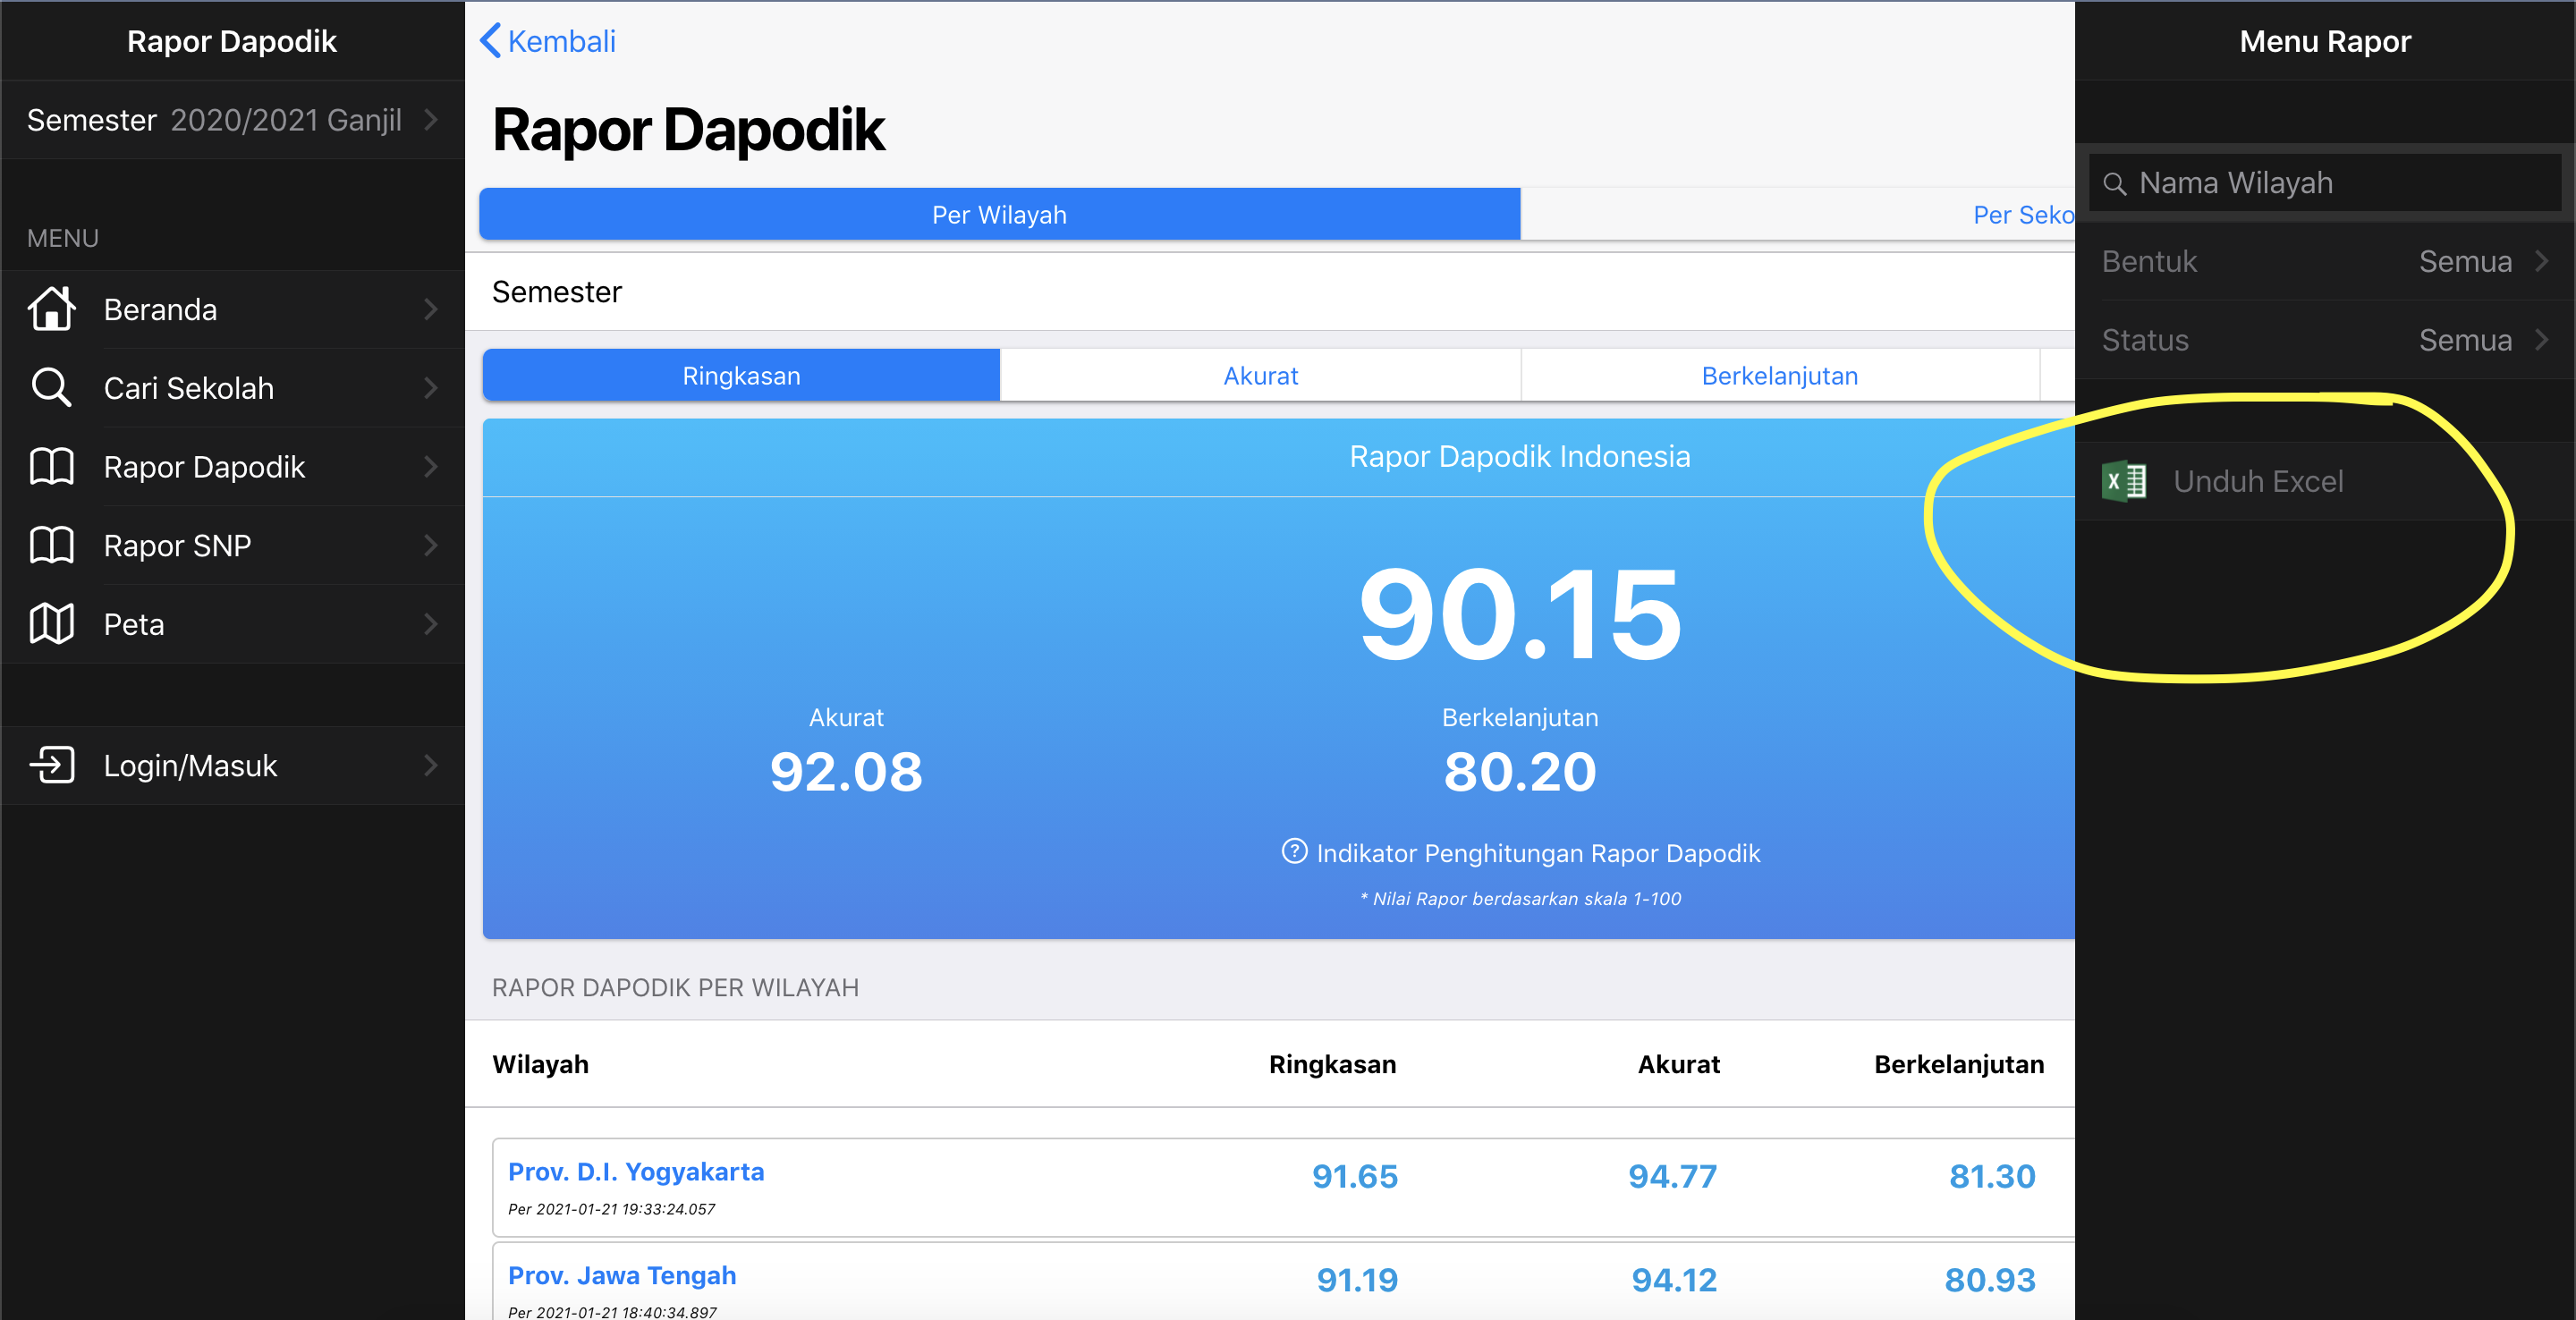 Rapor Dapodik
Semester 2020/2021 Ganjil
MENU
Beranda
Cari Sekolah
Rapor Dapodik
Rapor SNP
Peta
Login/Masuk
Kembali
Rapor Dapodik
Per Wilayah
Per Seko
Semester
Ringkasan Akurat Berkelanjutan
Rapor Dapodik Indonesia
90.15
Akurat Berkelanjutan
92.08 80.20
Indikator Penghitungan Rapor Dapodik
* Nilai Rapor berdasarkan skala 1-100
RAPOR DAPODIK PER WILAYAH
Wilayah Ringkasan Akurat Berkelanjutan
Prov. D.I. Yogyakarta 91.65 94.77 81.30
Per 2021-01-21 19:33:24.057
Prov. Jawa Tengah 91.19 94.12 80.93
Per 2021-01-21 18:40:34.897
Menu Rapor
Nama Wilayah
Bentuk Semua
Status Semua
Unduh Excel